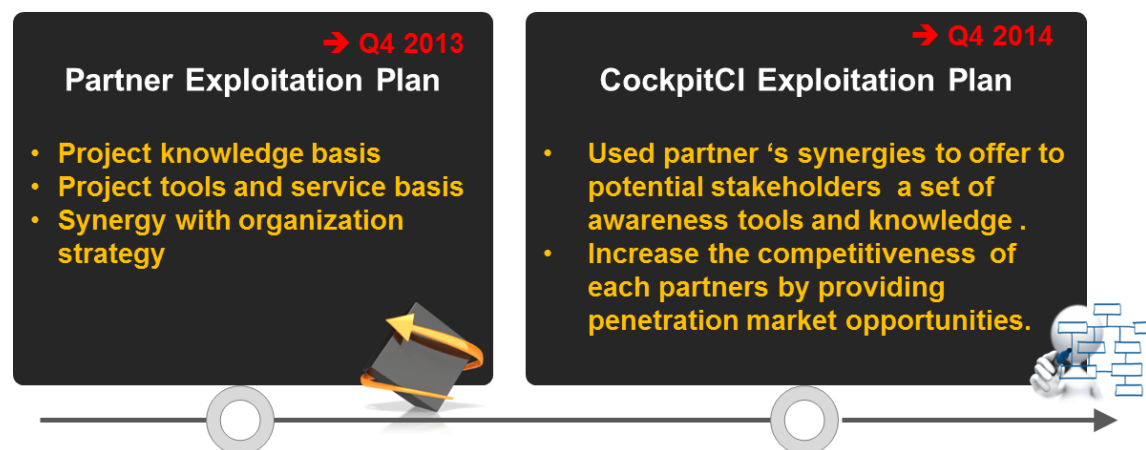 ➔ Q4 2013
Partner Exploitation Plan
• Project knowledge basis
• Project tools and service basis
• Synergy with organization
strategy
➔ Q4 2014
CockpitCI Exploitation Plan
• Used partner ‘s synergies to offer to
potential stakeholders a set of
awareness tools and knowledge .
• Increase the competitiveness of
each partners by providing
penetration market opportunities.